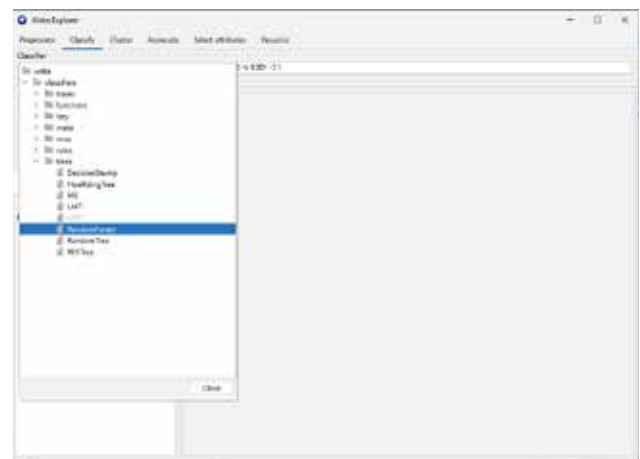 Weka Explorer
Preprocess Classify Cluster Associate Select attributes Visualize
Classifier
weka
classifiers
bayes
functions
lazy
meta
misc
rules
trees
DecisionStump
HoeffdingTree
J48
LMT
RandomForest
RandomTree
REPTree
Close